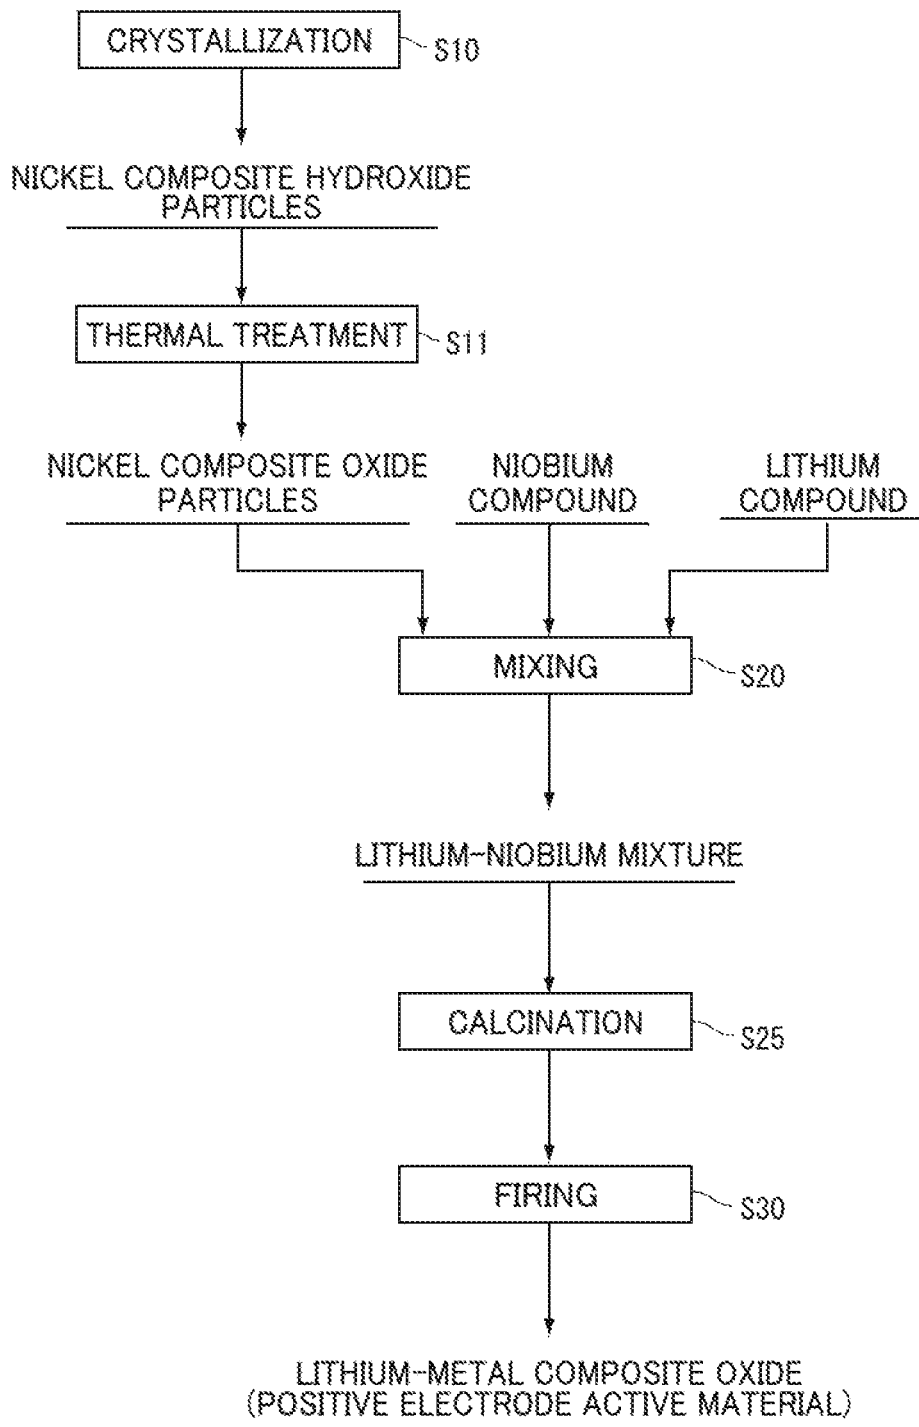 CRYSTALLIZATION
S10
NICKEL COMPOSITE HYDROXIDE
PARTICLES
THERMAL TREATMENT
S11
NICKEL COMPOSITE OXIDE
PARTICLES
NIOBIUM
COMPOUND
LITHIUM
COMPOUND
MIXING
S20
LITHIUM-NIOBIUM MIXTURE
CALCINATION
S25
FIRING
S30
LITHIUM-METAL COMPOSITE OXIDE
(POSITIVE ELECTRODE ACTIVE MATERIAL)